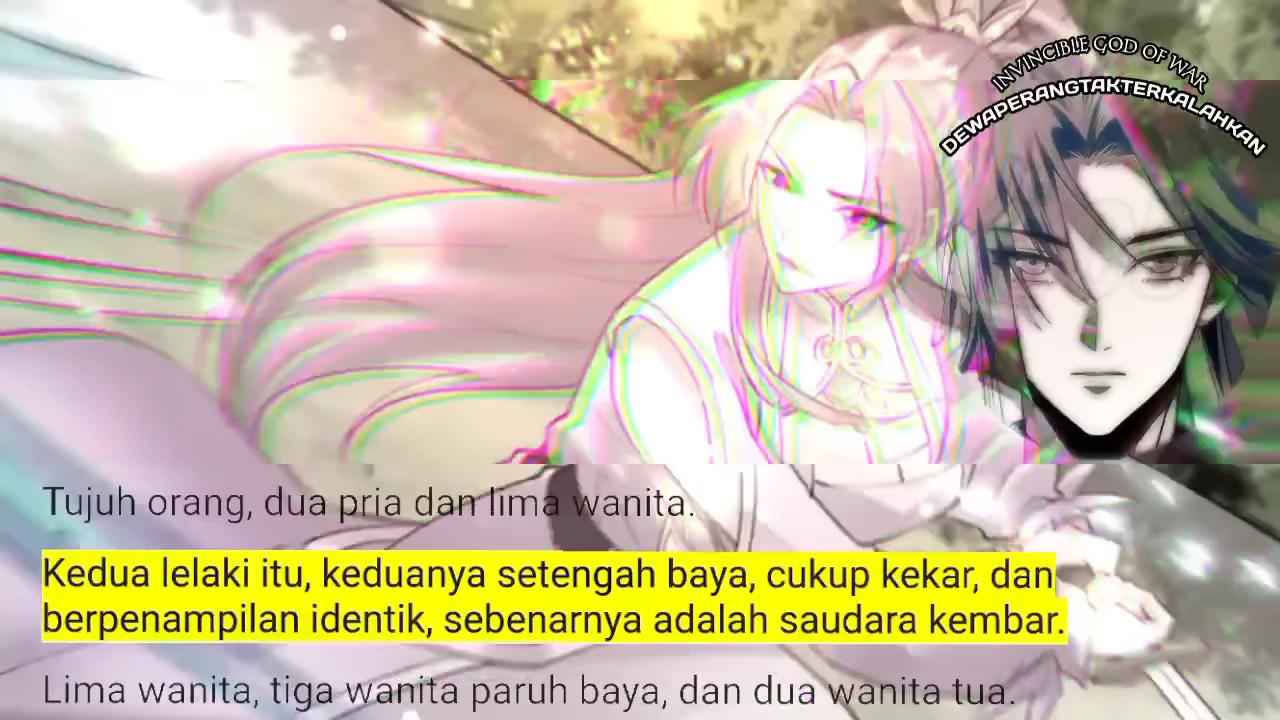 INVINCIBLE GOD OF WAR
DEWAPERANGTAKTERKALAHKAN
Tujuh orang, dua pria dan lima wanita.
Kedua lelaki itu, keduanya setengah baya, cukup kekar, dan
berpenampilan identik, sebenarnya adalah saudara kembar.
Lima wanita, tiga wanita paruh baya, dan dua wanita tua.